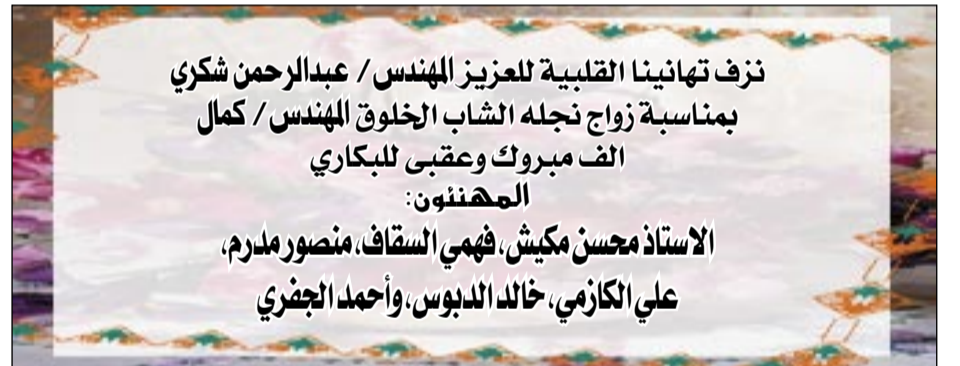 نزف تهانينا القلبية للعزيز المهندس/ عبدالرحمن شكري
بمناسبة زواج نجله الشاب الخلوق المهندس/ كمال
الف مبروك وعقبى للبكاري
المهنئون:
الاستاذ محسن مكيش، فهمي السقاف، منصور مدرم،
علي الكازمي، خالد الدبوس، وأحمد الجفري